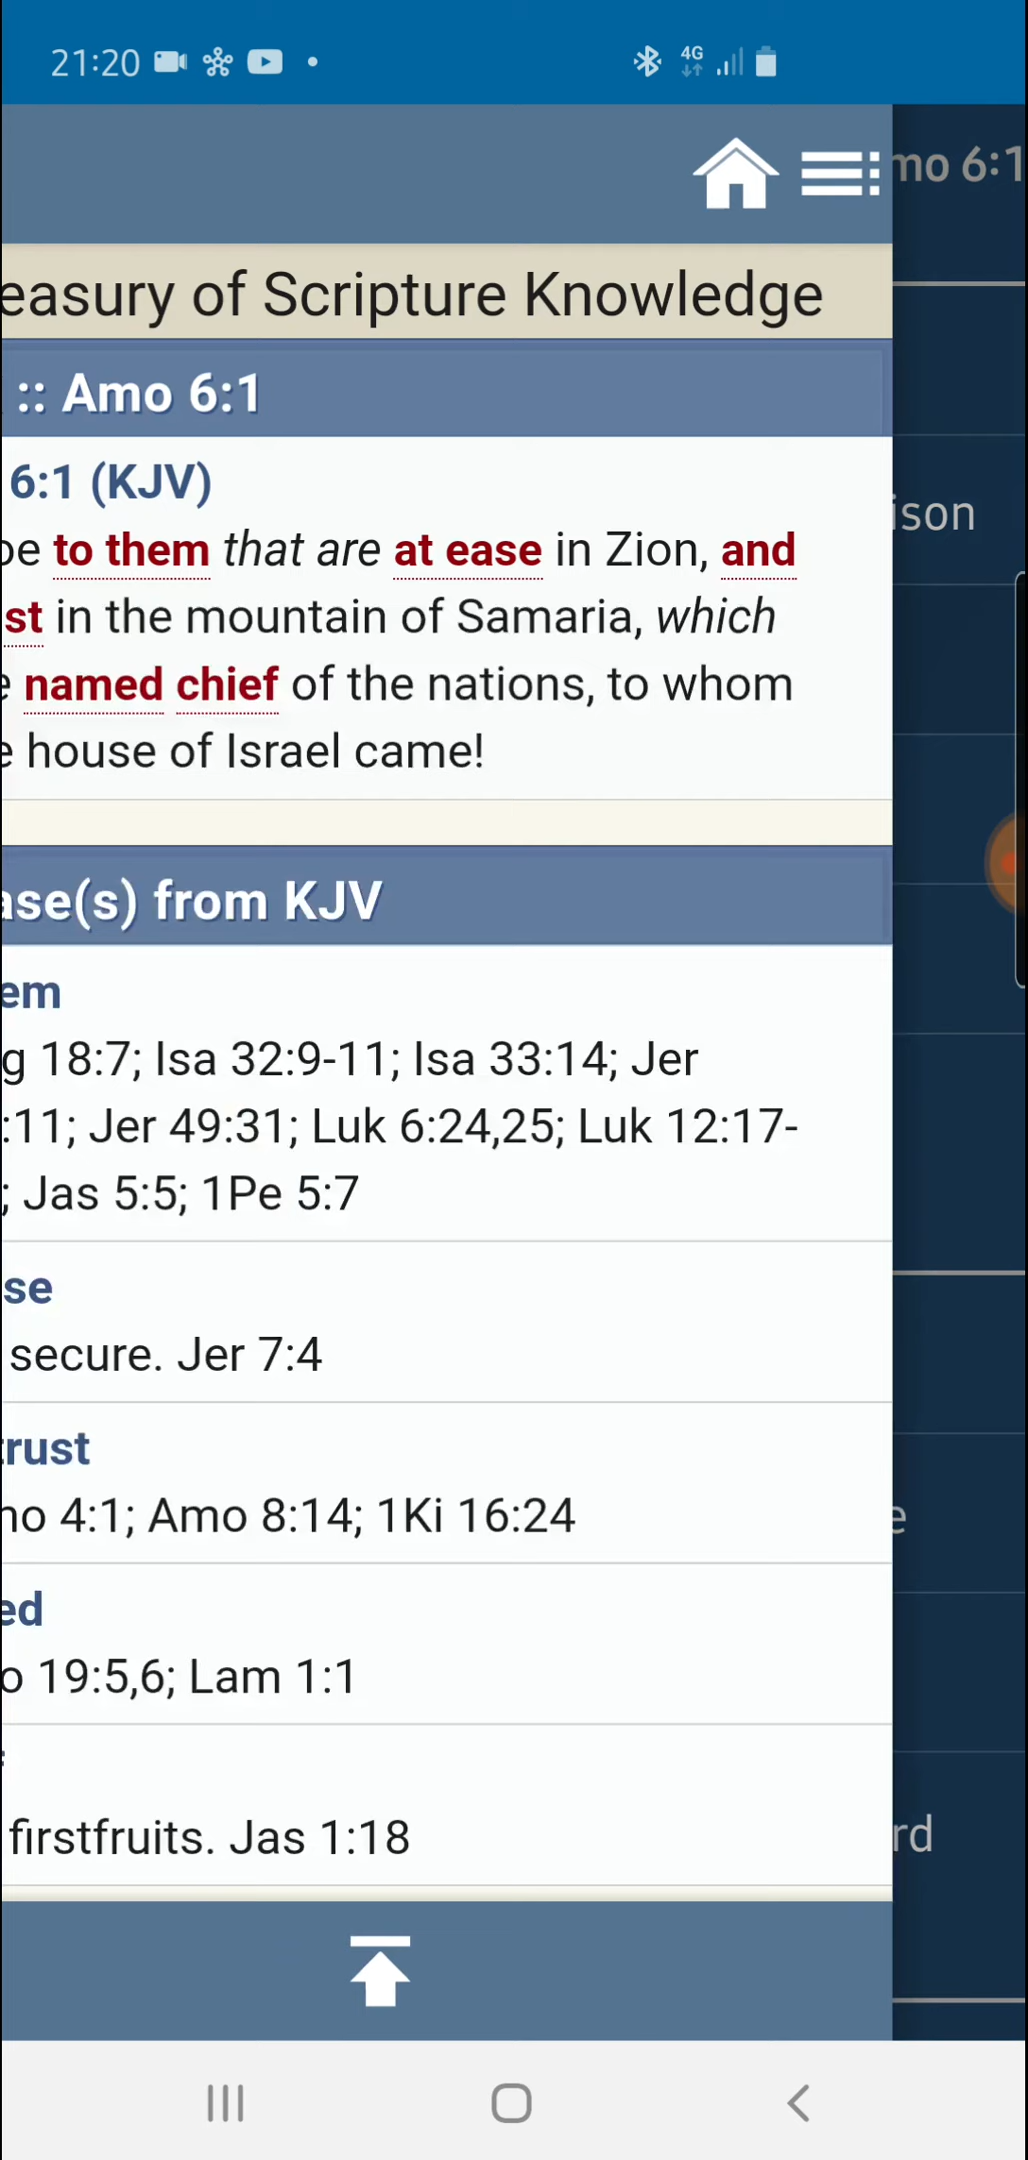 21:20 4G
mo 6:1
easury of Scripture Knowledge
:: Amo 6:1
6:1 (KJV)
to them that are at ease in Zion, and
st in the mountain of Samaria, which
named chief of the nations, to whom
e house of Israel came!
ase(s) from KJV
em
g 18:7; Isa 32:9-11; Isa 33:14; Jer
:11; Jer 49:31; Luk 6:24,25; Luk 12:17-
; Jas 5:5; 1Pe 5:7
se
secure. Jer 7:4
trust
mo 4:1; Amo 8:14; 1Ki 16:24
ed
o 19:5,6; Lam 1:1
firstfruits. Jas 1:18
ison
e
rd